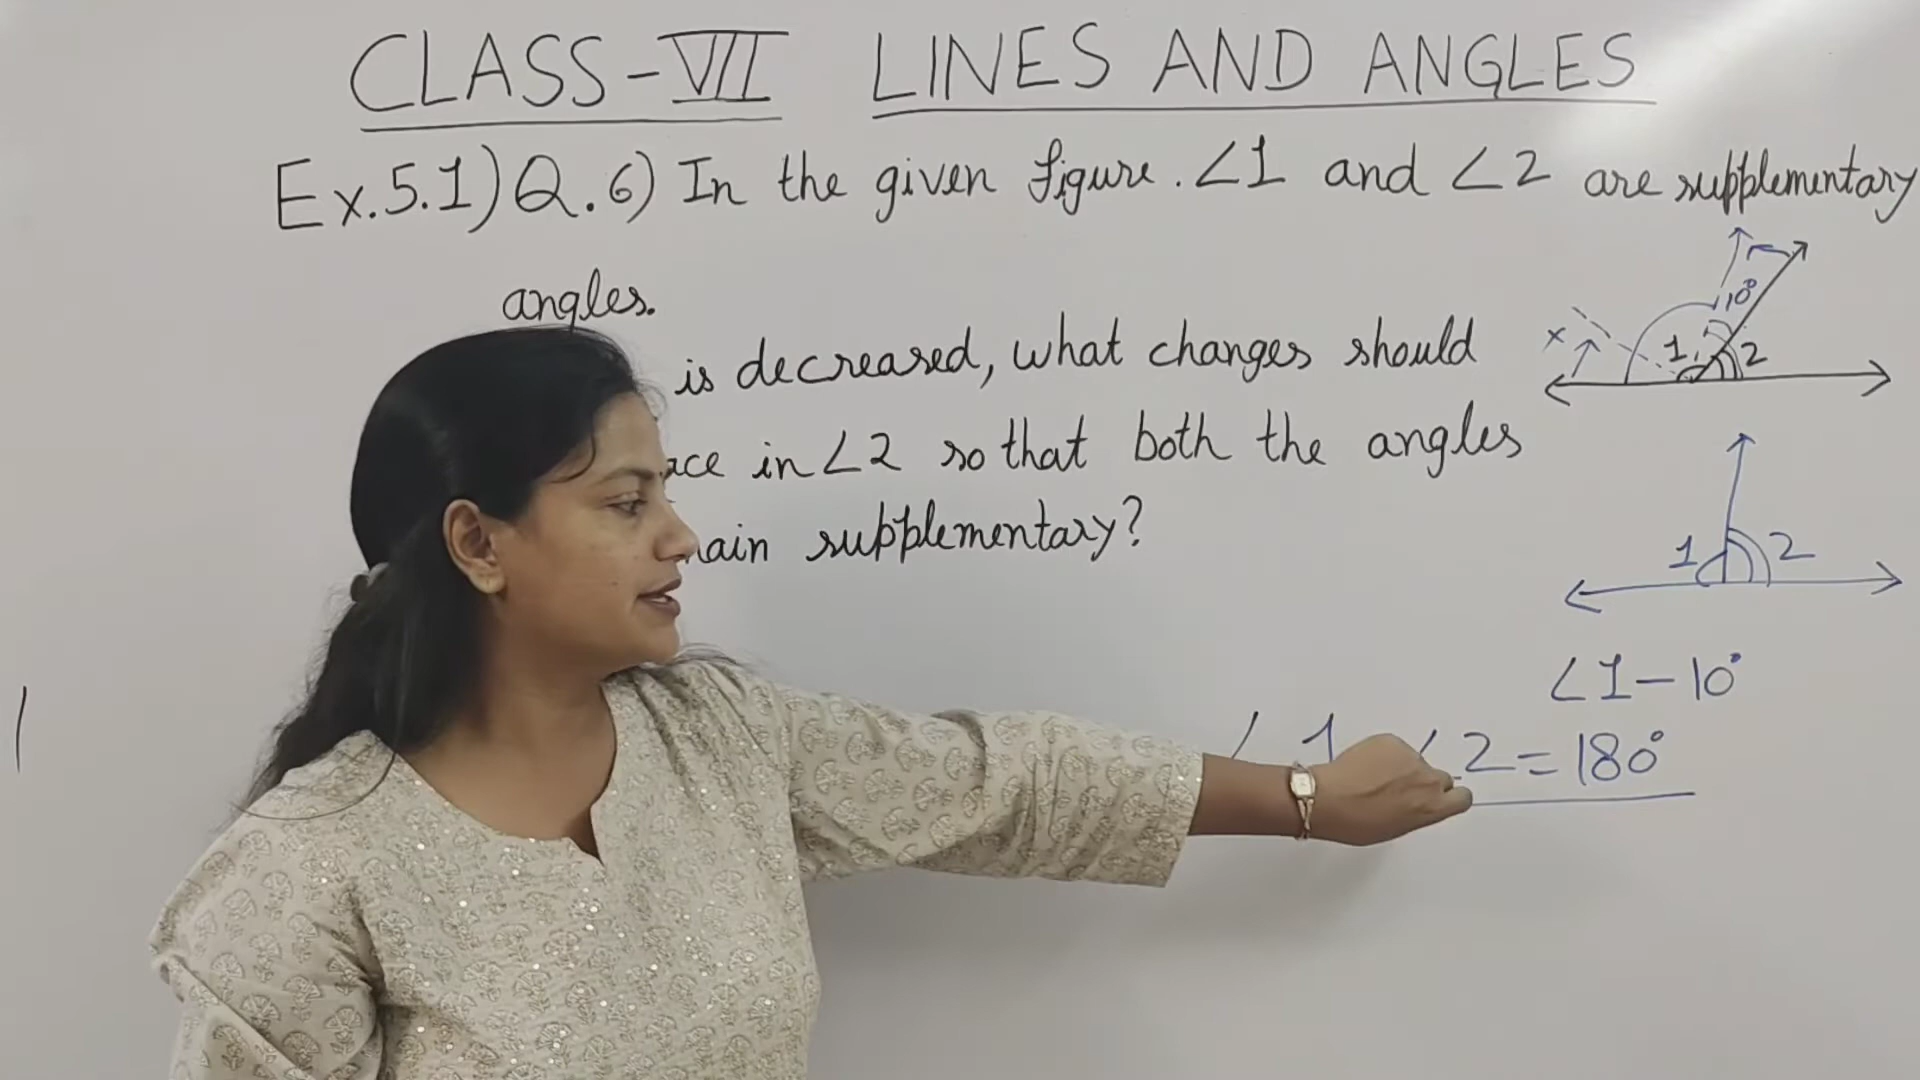 CLASS-VII LINES AND ANGLES
Ex.5.1) Q.6) In the given figure. ∠1 and ∠2 are supplementary
angles.
is decreased, what changes should
in ∠2 so that both the angles
supplementary?
x 1 10° 2
1 2
∠1-10°
∠1 ∠2=180°